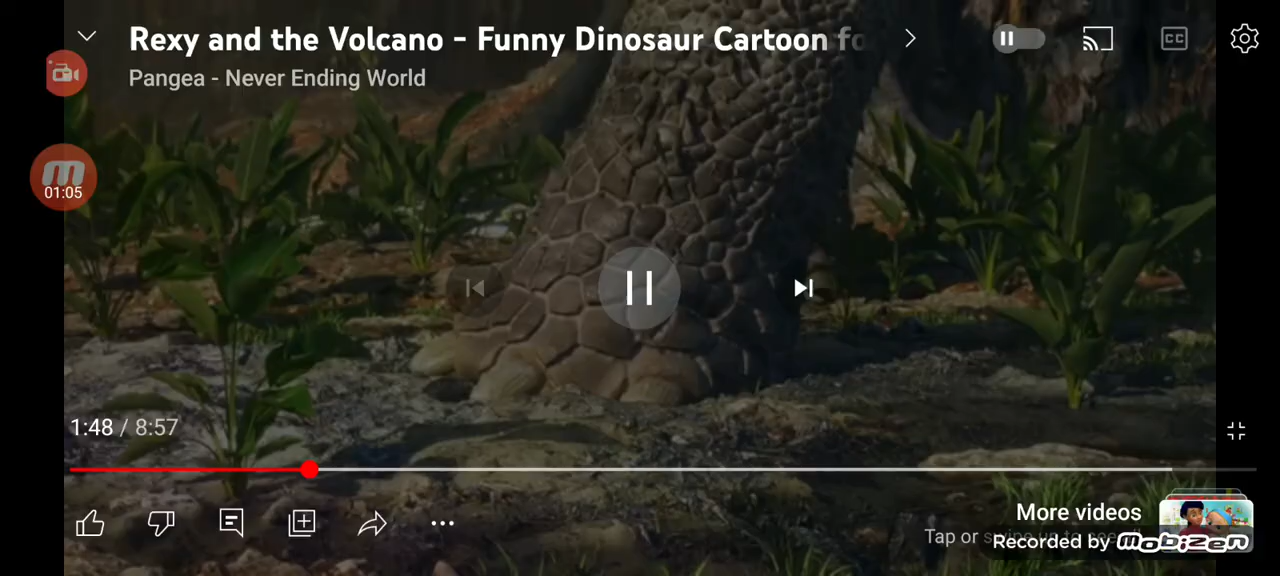 Rexy and the Volcano - Funny Dinosaur Cartoon fo
Pangea - Never Ending World
CC
m
01:05
1:48 / 8:57
More videos
Tap or
Recorded by mobizen